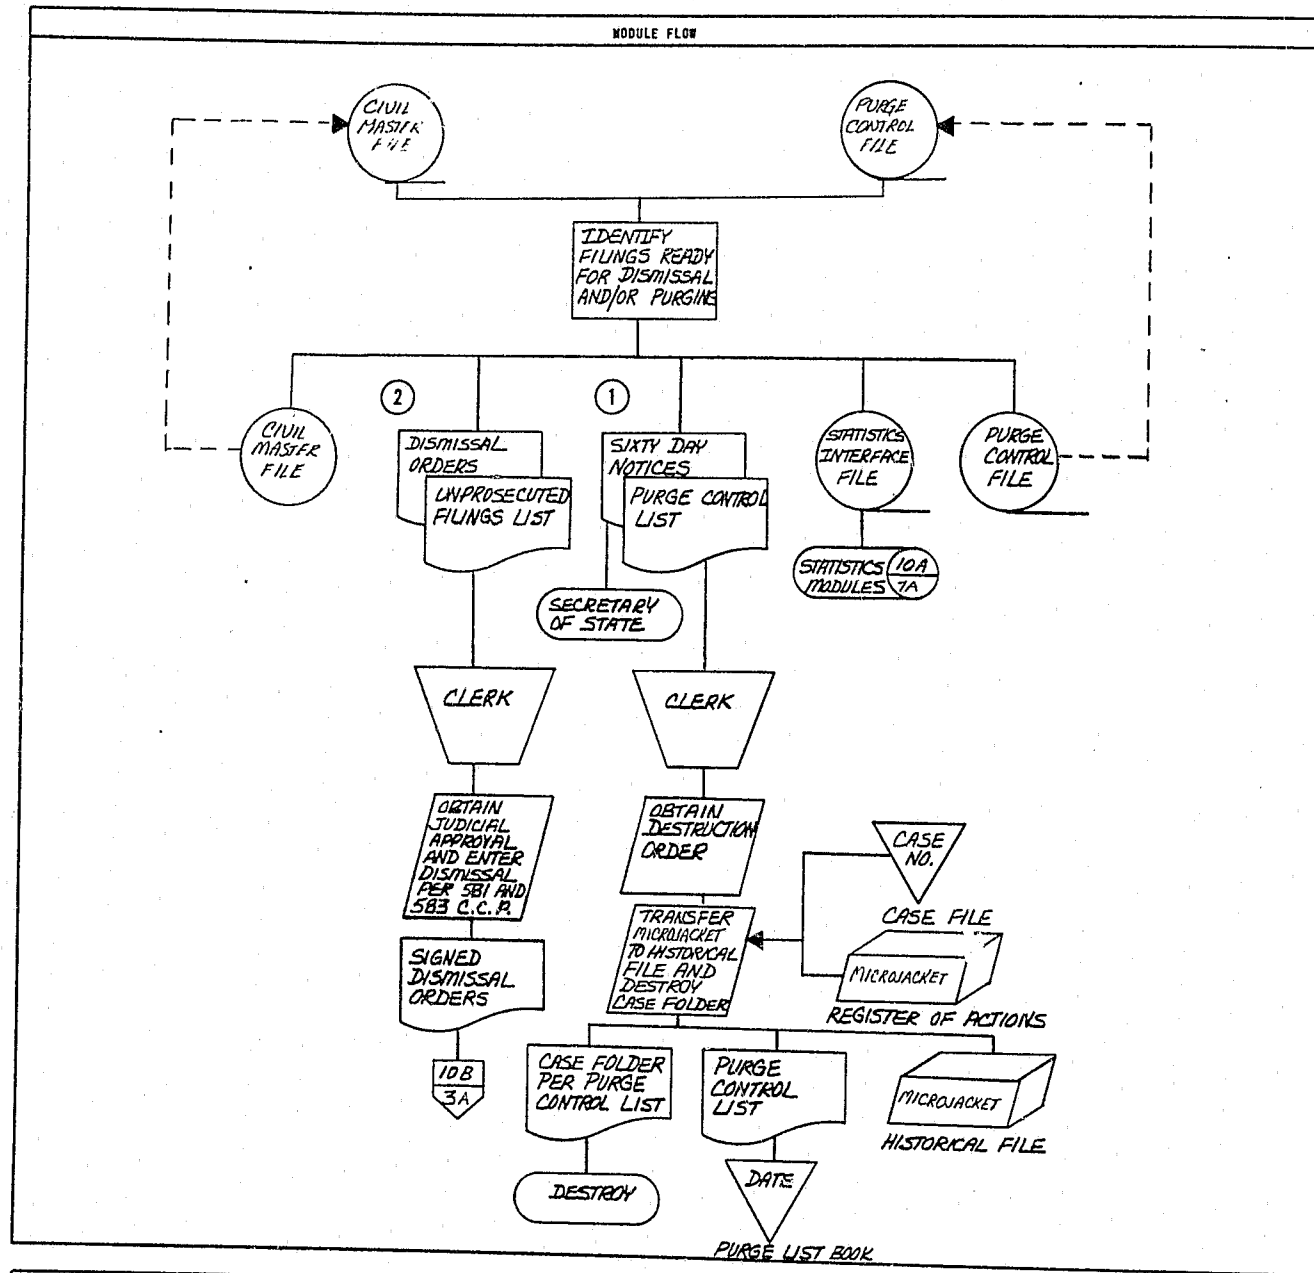 MODULE FLOW
CIVIL
MASTER
FILE
PURGE
CONTROL
FILE
IDENTIFY
FILINGS READY
FOR DISMISSAL
AND/OR PURGING
2
1
CIVIL
MASTER
FILE
DISMISSAL
ORDERS
UNPROSECUTED
FILINGS LIST
SIXTY DAY
NOTICES
PURGE CONTROL
LIST
STATISTICS
INTERFACE
FILE
PURGE
CONTROL
FILE
STATISTICS
MODULES
10A
7A
SECRETARY
OF STATE
CLERK
CLERK
OBTAIN
JUDICIAL
APPROVAL
AND ENTER
DISMISSAL
PER 581 AND
583 C.C.P.
OBTAIN
DESTRUCTION
ORDER
CASE
NO.
CASE FILE
TRANSFER
MICROJACKET
TO HISTORICAL
FILE AND
DESTROY
CASE FOLDER
SIGNED
DISMISSAL
ORDERS
MICROJACKET
REGISTER OF ACTIONS
10B
3A
CASE FOLDER
PER PURGE
CONTROL LIST
PURGE
CONTROL
LIST
MICROJACKET
HISTORICAL FILE
DESTROY
DATE
PURGE LIST BOOK